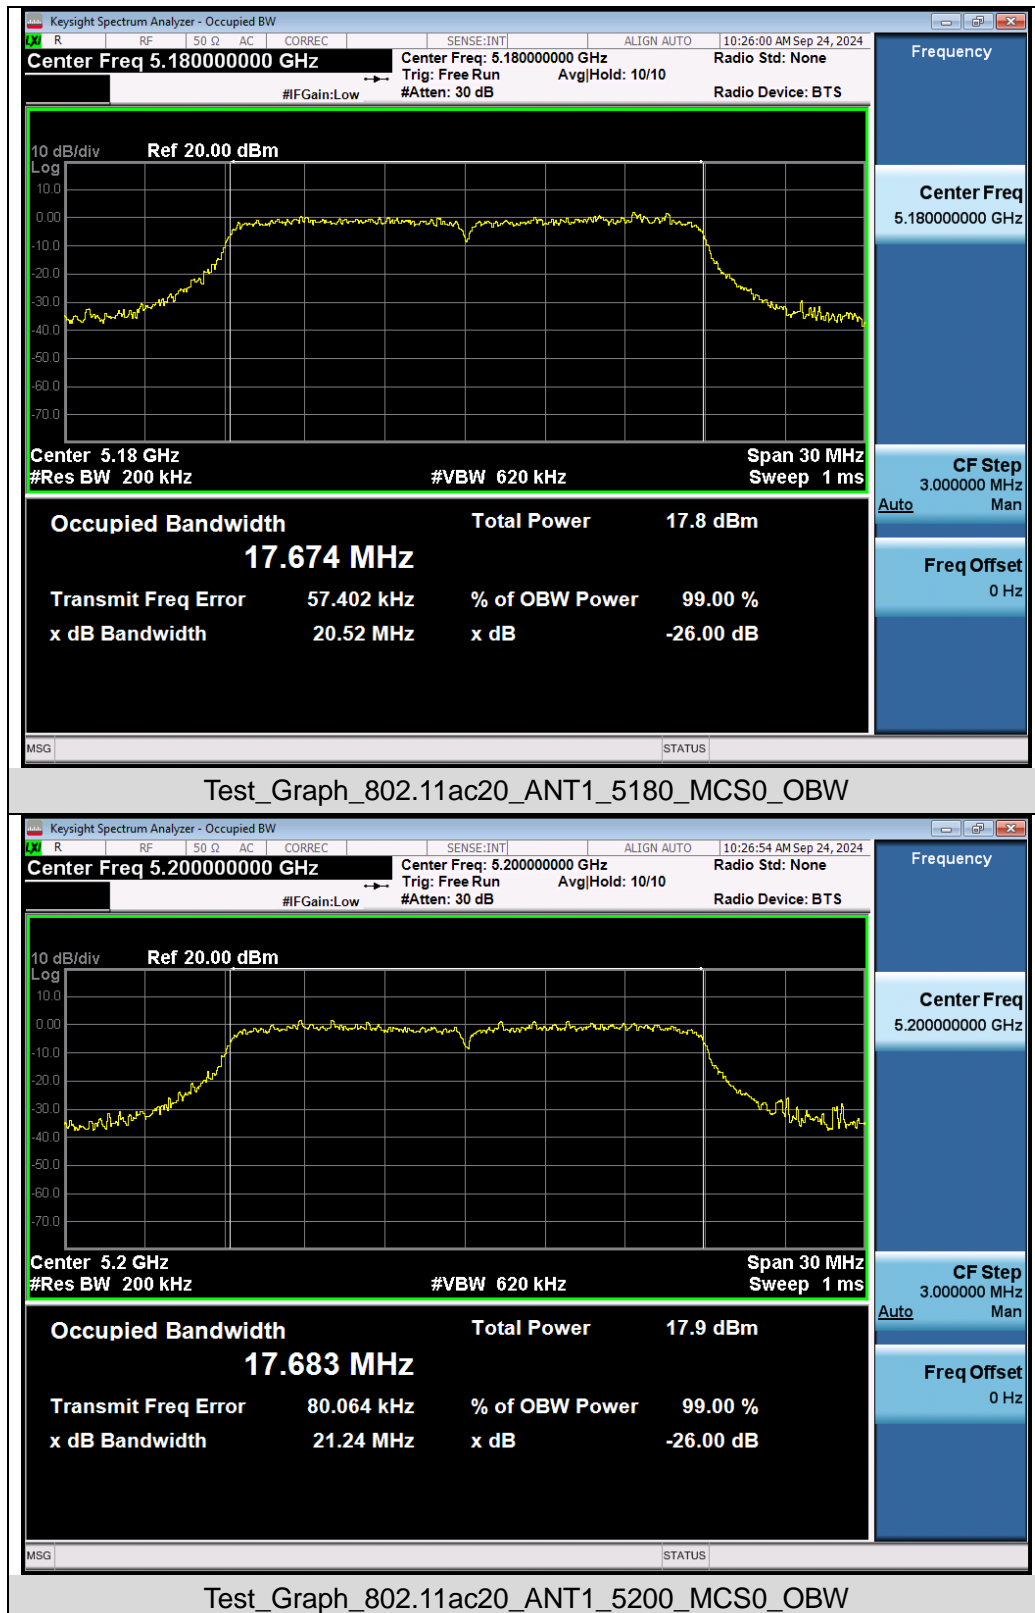 Keysight Spectrum Analyzer - Occupied BW
LXI R RF 50 Ω AC CORREC SENSE:INT ALIGN AUTO 10:26:00 AM Sep 24, 2024
Center Freq 5.180000000 GHz
Center Freq: 5.180000000 GHz Radio Std: None
Trig: Free Run Avg|Hold: 10/10
#IFGain:Low #Atten: 30 dB Radio Device: BTS
Frequency
10 dB/div Ref 20.00 dBm
Log
10.0
0.00
-10.0
-20.0
-30.0
-40.0
-50.0
-60.0
-70.0
Center 5.18 GHz Span 30 MHz
#Res BW 200 kHz #VBW 620 kHz Sweep 1 ms
Center Freq
5.180000000 GHz
CF Step
3.000000 MHz
Auto Man
Freq Offset
0 Hz
Occupied Bandwidth Total Power 17.8 dBm
17.674 MHz
Transmit Freq Error 57.402 kHz % of OBW Power 99.00 %
x dB Bandwidth 20.52 MHz x dB -26.00 dB
MSG STATUS
Test_Graph_802.11ac20_ANT1_5180_MCS0_OBW
Keysight Spectrum Analyzer - Occupied BW
LXI R RF 50 Ω AC CORREC SENSE:INT ALIGN AUTO 10:26:54 AM Sep 24, 2024
Center Freq 5.200000000 GHz
Center Freq: 5.200000000 GHz Radio Std: None
Trig: Free Run Avg|Hold: 10/10
#IFGain:Low #Atten: 30 dB Radio Device: BTS
Frequency
10 dB/div Ref 20.00 dBm
Log
10.0
0.00
-10.0
-20.0
-30.0
-40.0
-50.0
-60.0
-70.0
Center 5.2 GHz Span 30 MHz
#Res BW 200 kHz #VBW 620 kHz Sweep 1 ms
Center Freq
5.200000000 GHz
CF Step
3.000000 MHz
Auto Man
Freq Offset
0 Hz
Occupied Bandwidth Total Power 17.9 dBm
17.683 MHz
Transmit Freq Error 80.064 kHz % of OBW Power 99.00 %
x dB Bandwidth 21.24 MHz x dB -26.00 dB
MSG STATUS
Test_Graph_802.11ac20_ANT1_5200_MCS0_OBW